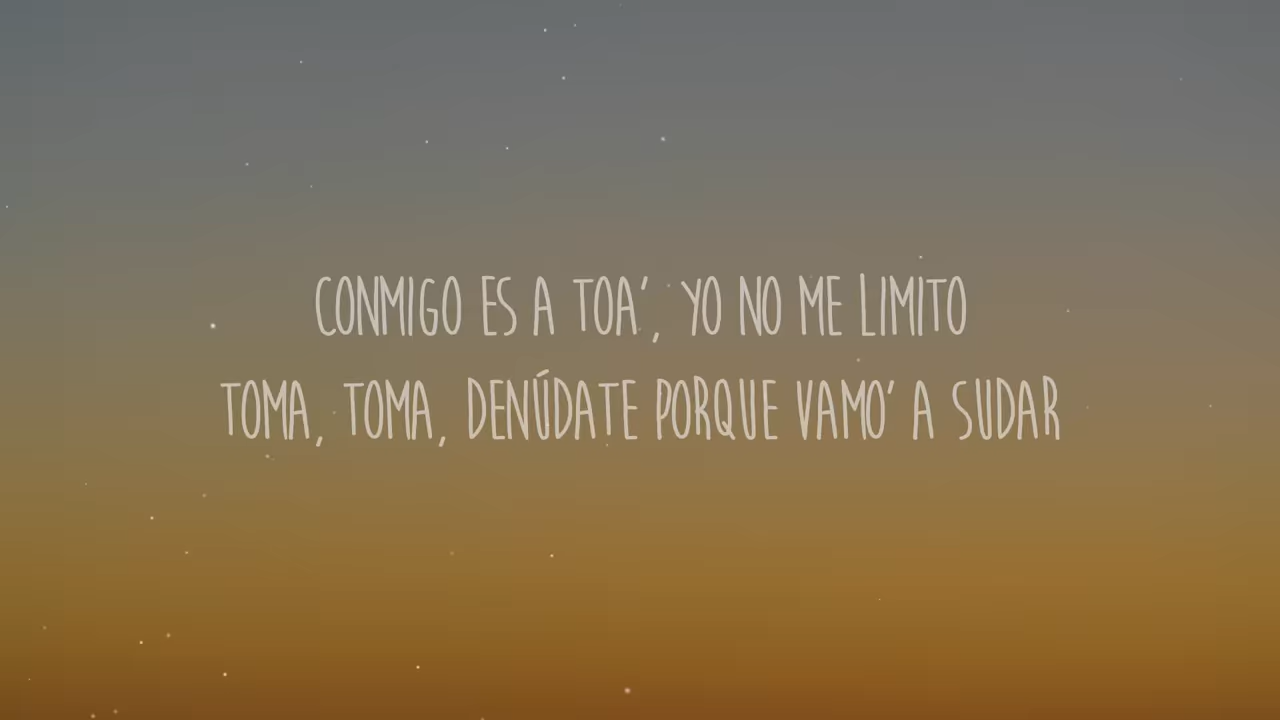 CONMIGO ES A TOA', YO NO ME LIMITO
TOMA, TOMA, DENÚDATE PORQUE VAMO' A SUDAR